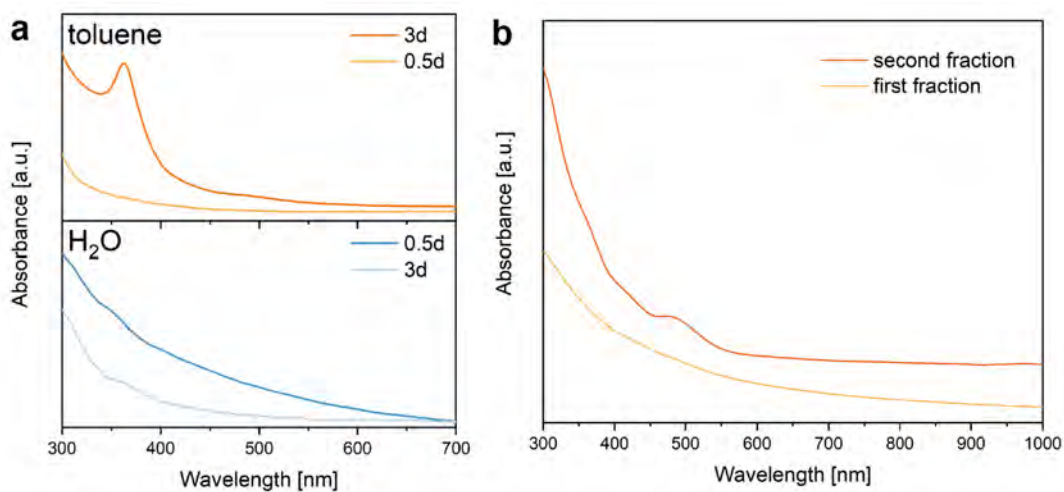 a
toluene
3d
0.5d
H₂O
0.5d
3d
Absorbance [a.u.]
300 400 500 600 700
Wavelength [nm]
b
second fraction
first fraction
Absorbance [a.u.]
300 400 500 600 700 800 900 1000
Wavelength [nm]